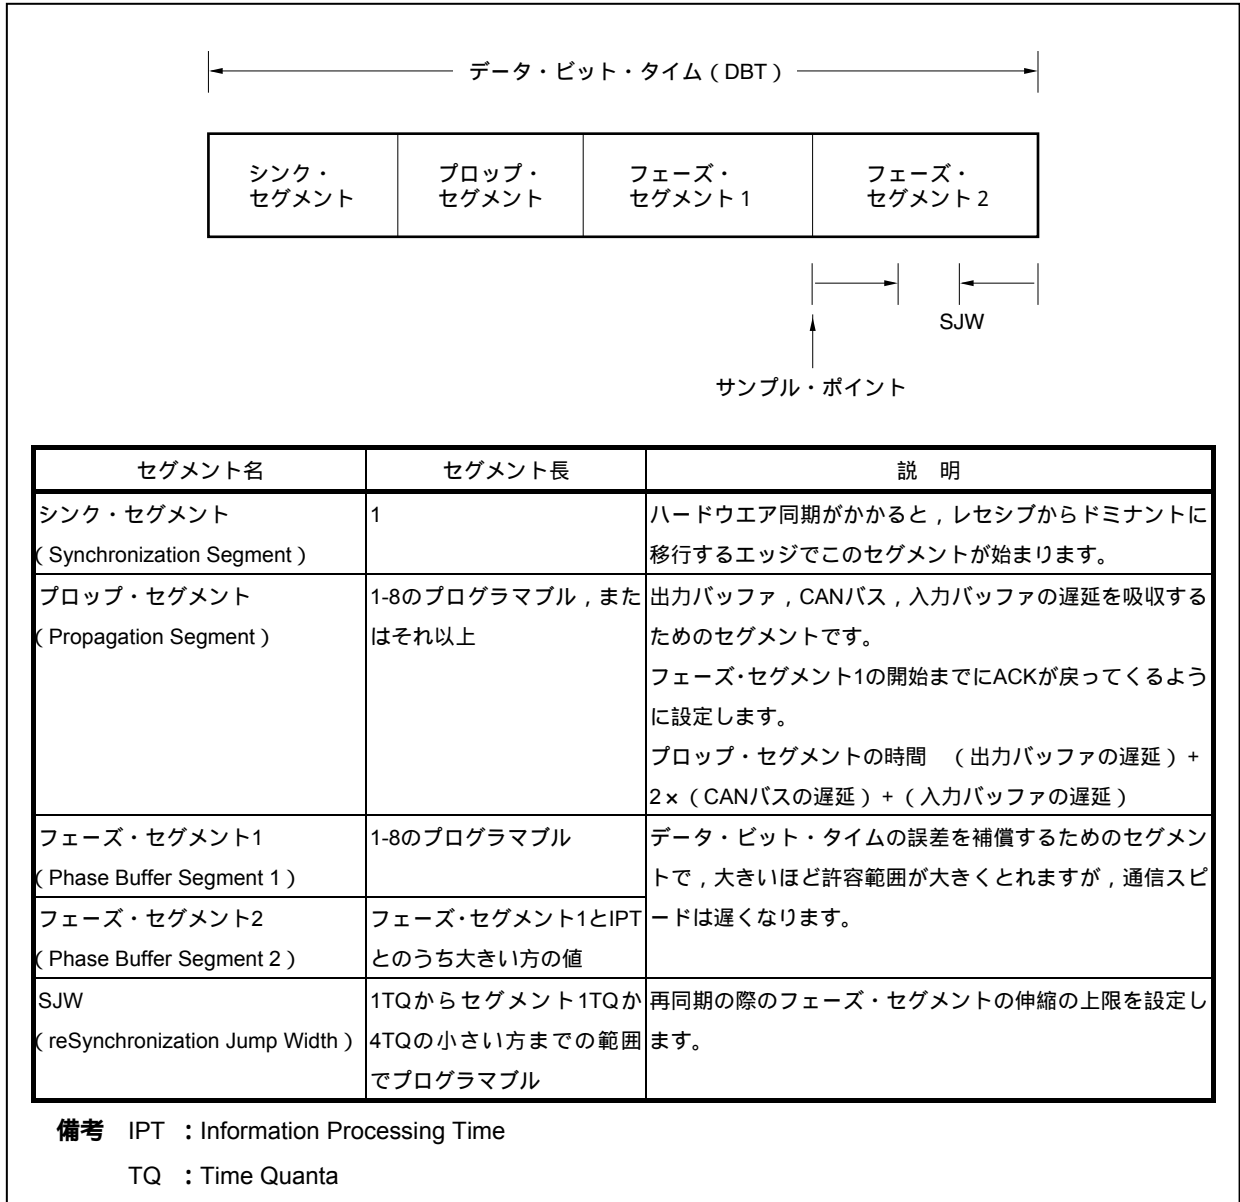 データ・ビット・タイム（DBT）
シンク・
セグメント
プロップ・
セグメント
フェーズ・
セグメント1
フェーズ・
セグメント2
SJW
サンプル・ポイント
セグメント名
セグメント長
説　明
シンク・セグメント
（Synchronization Segment）
1
ハードウエア同期がかかると，レセシブからドミナントに
移行するエッジでこのセグメントが始まります。
プロップ・セグメント
（Propagation Segment）
1-8のプログラマブル，また
はそれ以上
出力バッファ，CANバス，入力バッファの遅延を吸収する
ためのセグメントです。
フェーズ・セグメント1の開始までにACKが戻ってくるよう
に設定します。
プロップ・セグメントの時間　（出力バッファの遅延）+
2×（CANバスの遅延）+（入力バッファの遅延）
フェーズ・セグメント1
（Phase Buffer Segment 1）
1-8のプログラマブル
データ・ビット・タイムの誤差を補償するためのセグメン
トで，大きいほど許容範囲が大きくとれますが，通信スピ
ードは遅くなります。
フェーズ・セグメント2
（Phase Buffer Segment 2）
フェーズ・セグメント1とIPT
とのうち大きい方の値
SJW
（reSynchronization Jump Width）
1TQからセグメント1TQか
4TQの小さい方までの範囲
でプログラマブル
再同期の際のフェーズ・セグメントの伸縮の上限を設定し
ます。
備考　IPT ：Information Processing Time
TQ ：Time Quanta